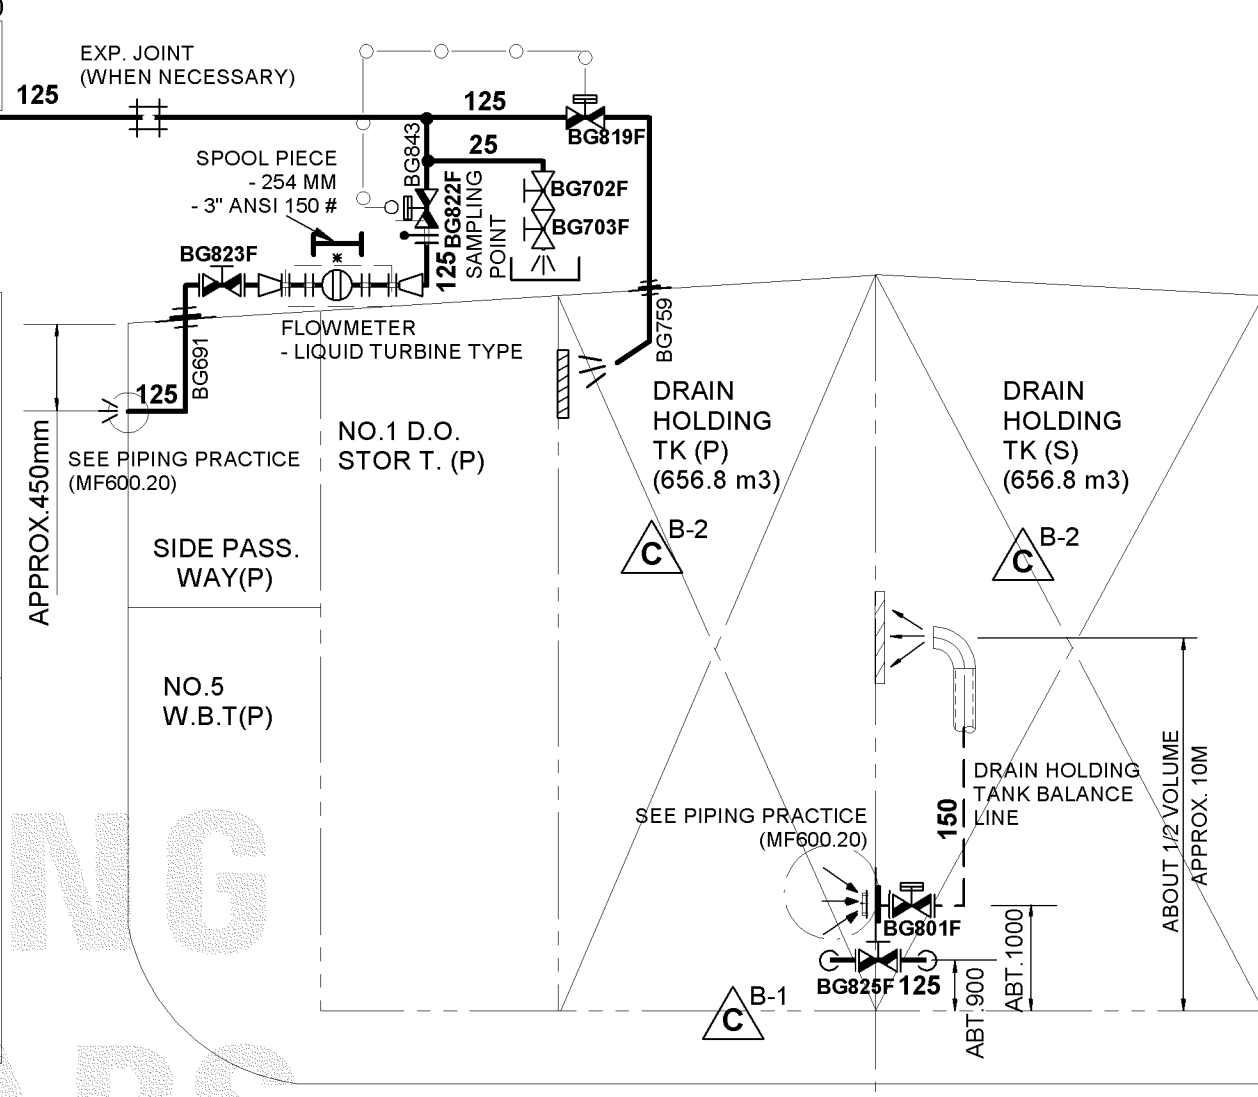 EXP. JOINT
(WHEN NECESSARY)
125
125
BG819F
BG843
25
SPOOL PIECE
- 254 MM
- 3" ANSI 150 #
BG702F
BG822F
SAMPLING
POINT
BG703F
BG823F
*
125
FLOWMETER
- LIQUID TURBINE TYPE
BG759
BG691
125
APPROX.450mm
DRAIN
HOLDING
TK (P)
(656.8 m3)
DRAIN
HOLDING
TK (S)
(656.8 m3)
NO.1 D.O.
STOR T. (P)
SEE PIPING PRACTICE
(MF600.20)
B-2
C
B-2
C
SIDE PASS.
WAY(P)
NO.5
W.B.T(P)
DRAIN HOLDING
TANK BALANCE
LINE
150
ABOUT 1/2 VOLUME
APPROX. 10M
SEE PIPING PRACTICE
(MF600.20)
BG801F
BG825F 125
ABT.900
ABT.1000
B-1
C